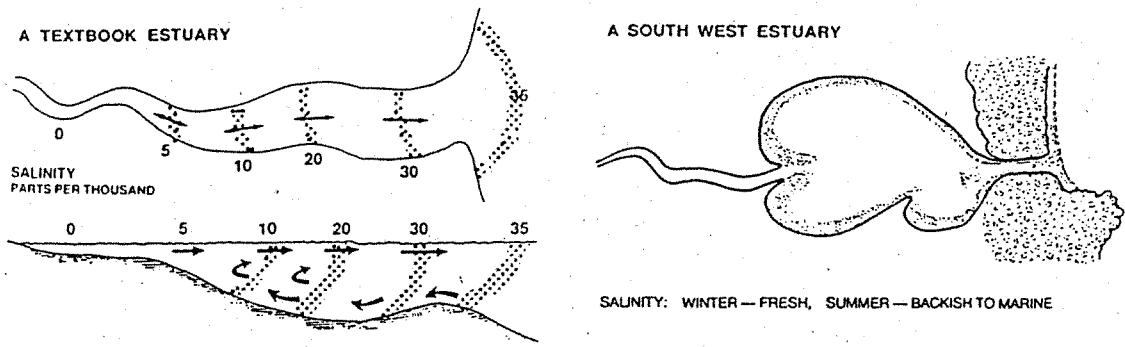 A TEXTBOOK ESTUARY
35
0
5
10
20
30
SALINITY
PARTS PER THOUSAND
0 5 10 20 30 35
A SOUTH WEST ESTUARY
SALINITY: WINTER — FRESH, SUMMER — BACKISH TO MARINE